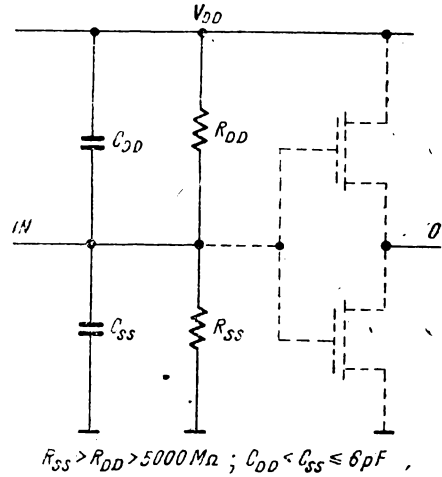 V_DD
C_DD
R_DD
IN
O
C_SS
R_SS
R_SS > R_DD > 5000 MΩ ; C_DD < C_SS ≤ 6pF ,